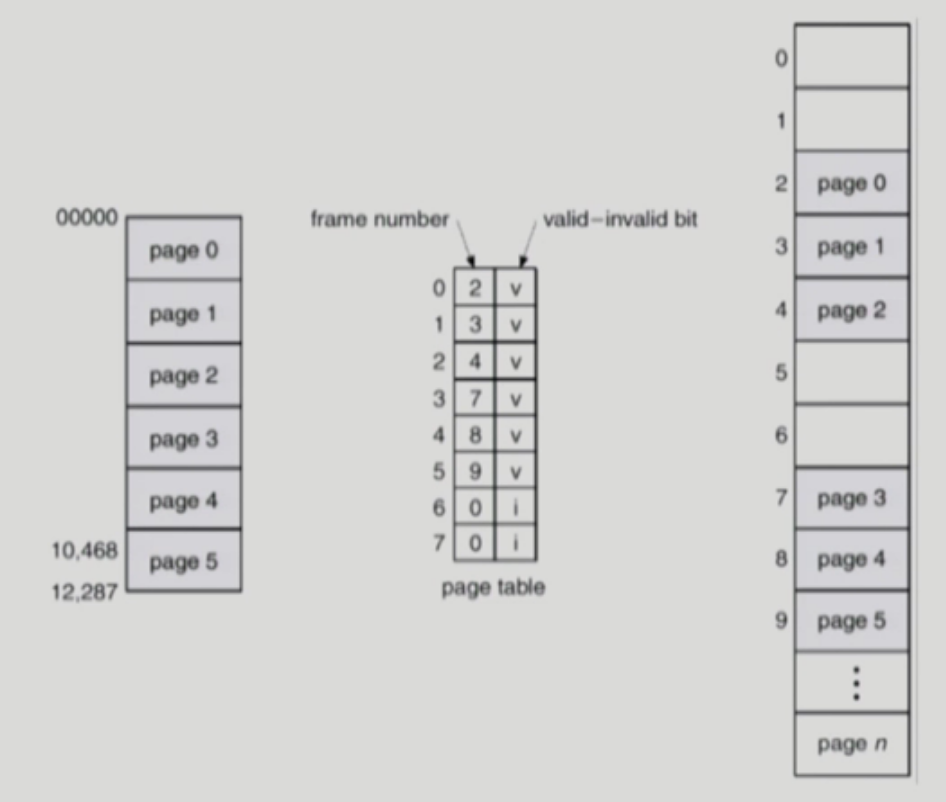 00000
page 0
page 1
page 2
page 3
page 4
10,468
page 5
12,287
frame number
valid–invalid bit
0 2 v
1 3 v
2 4 v
3 7 v
4 8 v
5 9 v
6 0 i
7 0 i
page table
0
1
2 page 0
3 page 1
4 page 2
5
6
7 page 3
8 page 4
9 page 5
⋮
page n